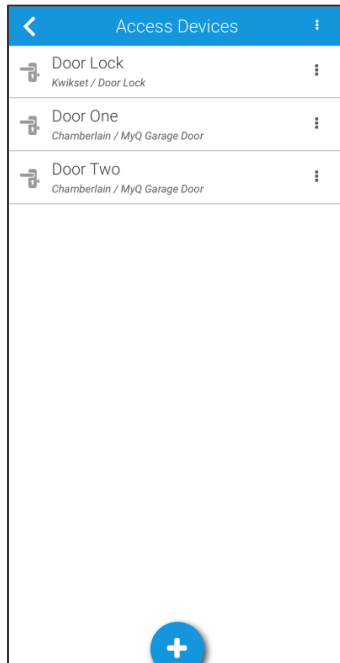 Access Devices
Door Lock
Kwikset / Door Lock
Door One
Chamberlain / MyQ Garage Door
Door Two
Chamberlain / MyQ Garage Door